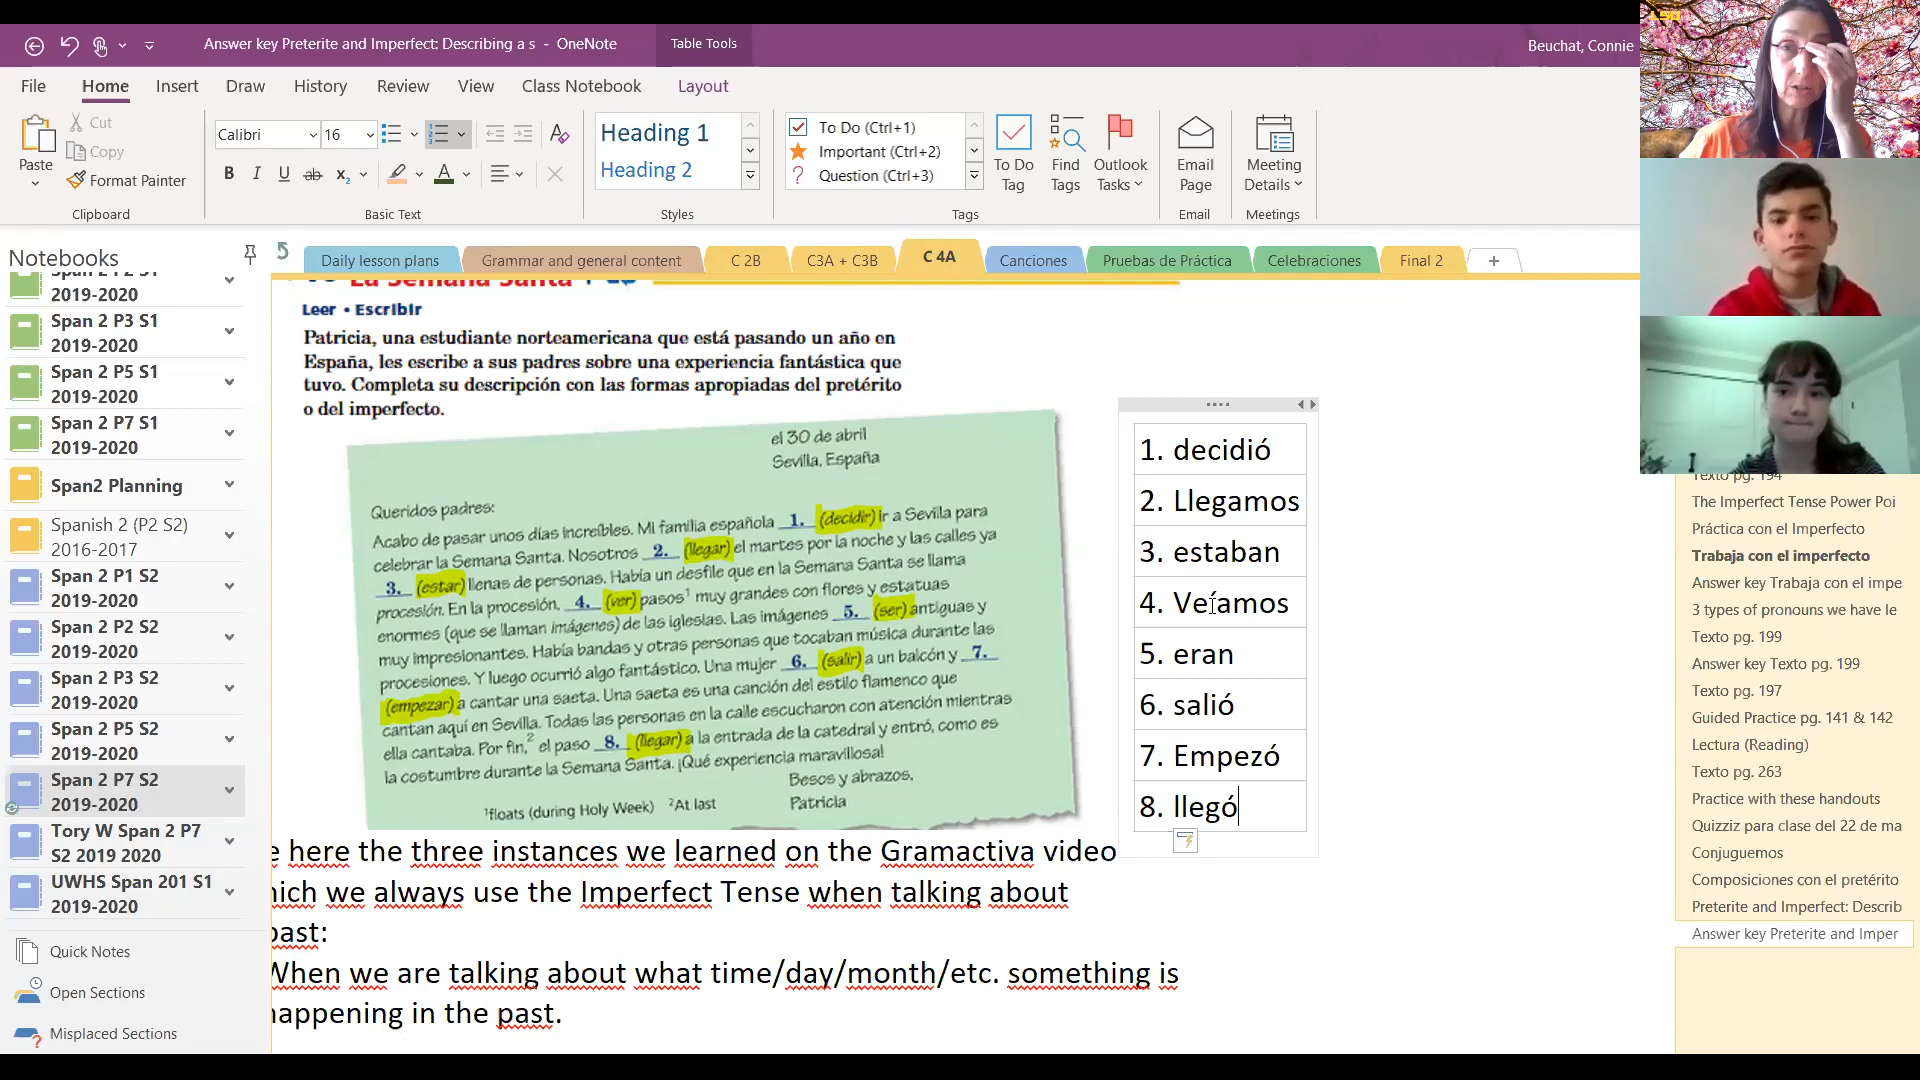 Answer key Preterite and Imperfect: Describing a s - OneNote
Table Tools
Beuchat, Connie
File Home Insert Draw History Review View Class Notebook Layout
Paste
Cut
Copy
Format Painter
Clipboard
Calibri 16
B I U ab x₂ A
Basic Text
Heading 1
Heading 2
Styles
To Do (Ctrl+1)
Important (Ctrl+2)
Question (Ctrl+3)
To Do Tag
Find Tags
Outlook Tasks
Tags
Email Page
Email
Meeting Details
Meetings
Notebooks
Daily lesson plans Grammar and general content C 2B C3A + C3B C 4A Canciones Pruebas de Práctica Celebraciones Final 2 +
Span 2 P2 S1
2019-2020
Span 2 P3 S1
2019-2020
Span 2 P5 S1
2019-2020
Span 2 P7 S1
2019-2020
Span2 Planning
Spanish 2 (P2 S2)
2016-2017
Span 2 P1 S2
2019-2020
Span 2 P2 S2
2019-2020
Span 2 P3 S2
2019-2020
Span 2 P5 S2
2019-2020
Span 2 P7 S2
2019-2020
Tory W Span 2 P7
S2 2019 2020
UWHS Span 201 S1
2019-2020
Quick Notes
Open Sections
Misplaced Sections
La Semana Santa
Leer • Escribir
Patricia, una estudiante norteamericana que está pasando un año en
España, les escribe a sus padres sobre una experiencia fantástica que
tuvo. Completa su descripción con las formas apropiadas del pretérito
o del imperfecto.
el 30 de abril
Sevilla, España
Queridos padres:
Acabo de pasar unos días increíbles. Mi familia española 1. (decidir) ir a Sevilla para
celebrar la Semana Santa. Nosotros 2. (llegar) el martes por la noche y las calles ya
3. (estar) llenas de personas. Había un desfile que en la Semana Santa se llama
procesión. En la procesión, 4. (ver) pasos¹ muy grandes con flores y estatuas
enormes (que se llaman imágenes) de las iglesias. Las imágenes 5. (ser) antiguas y
muy impresionantes. Había bandas y otras personas que tocaban música durante las
procesiones. Y luego ocurrió algo fantástico. Una mujer 6. (salir) a un balcón y 7.
(empezar) a cantar una saeta. Una saeta es una canción del estilo flamenco que
cantan aquí en Sevilla. Todas las personas en la calle escucharon con atención mientras
ella cantaba. Por fin,² el paso 8. (llegar) a la entrada de la catedral y entró, como es
la costumbre durante la Semana Santa. ¡Qué experiencia maravillosa!
Besos y abrazos,
Patricia
¹floats (during Holy Week) ²At last
1. decidió
2. Llegamos
3. estaban
4. Veíamos
5. eran
6. salió
7. Empezó
8. llegó
e here the three instances we learned on the Gramactiva video
hich we always use the Imperfect Tense when talking about
past:
When we are talking about what time/day/month/etc. something is
happening in the past.
Texto pg. 194
The Imperfect Tense Power Poi
Práctica con el Imperfecto
Trabaja con el imperfecto
Answer key Trabaja con el impe
3 types of pronouns we have le
Texto pg. 199
Answer key Texto pg. 199
Texto pg. 197
Guided Practice pg. 141 & 142
Lectura (Reading)
Texto pg. 263
Practice with these handouts
Quizziz para clase del 22 de ma
Conjuguemos
Composiciones con el pretérito
Preterite and Imperfect: Describ
Answer key Preterite and Imper